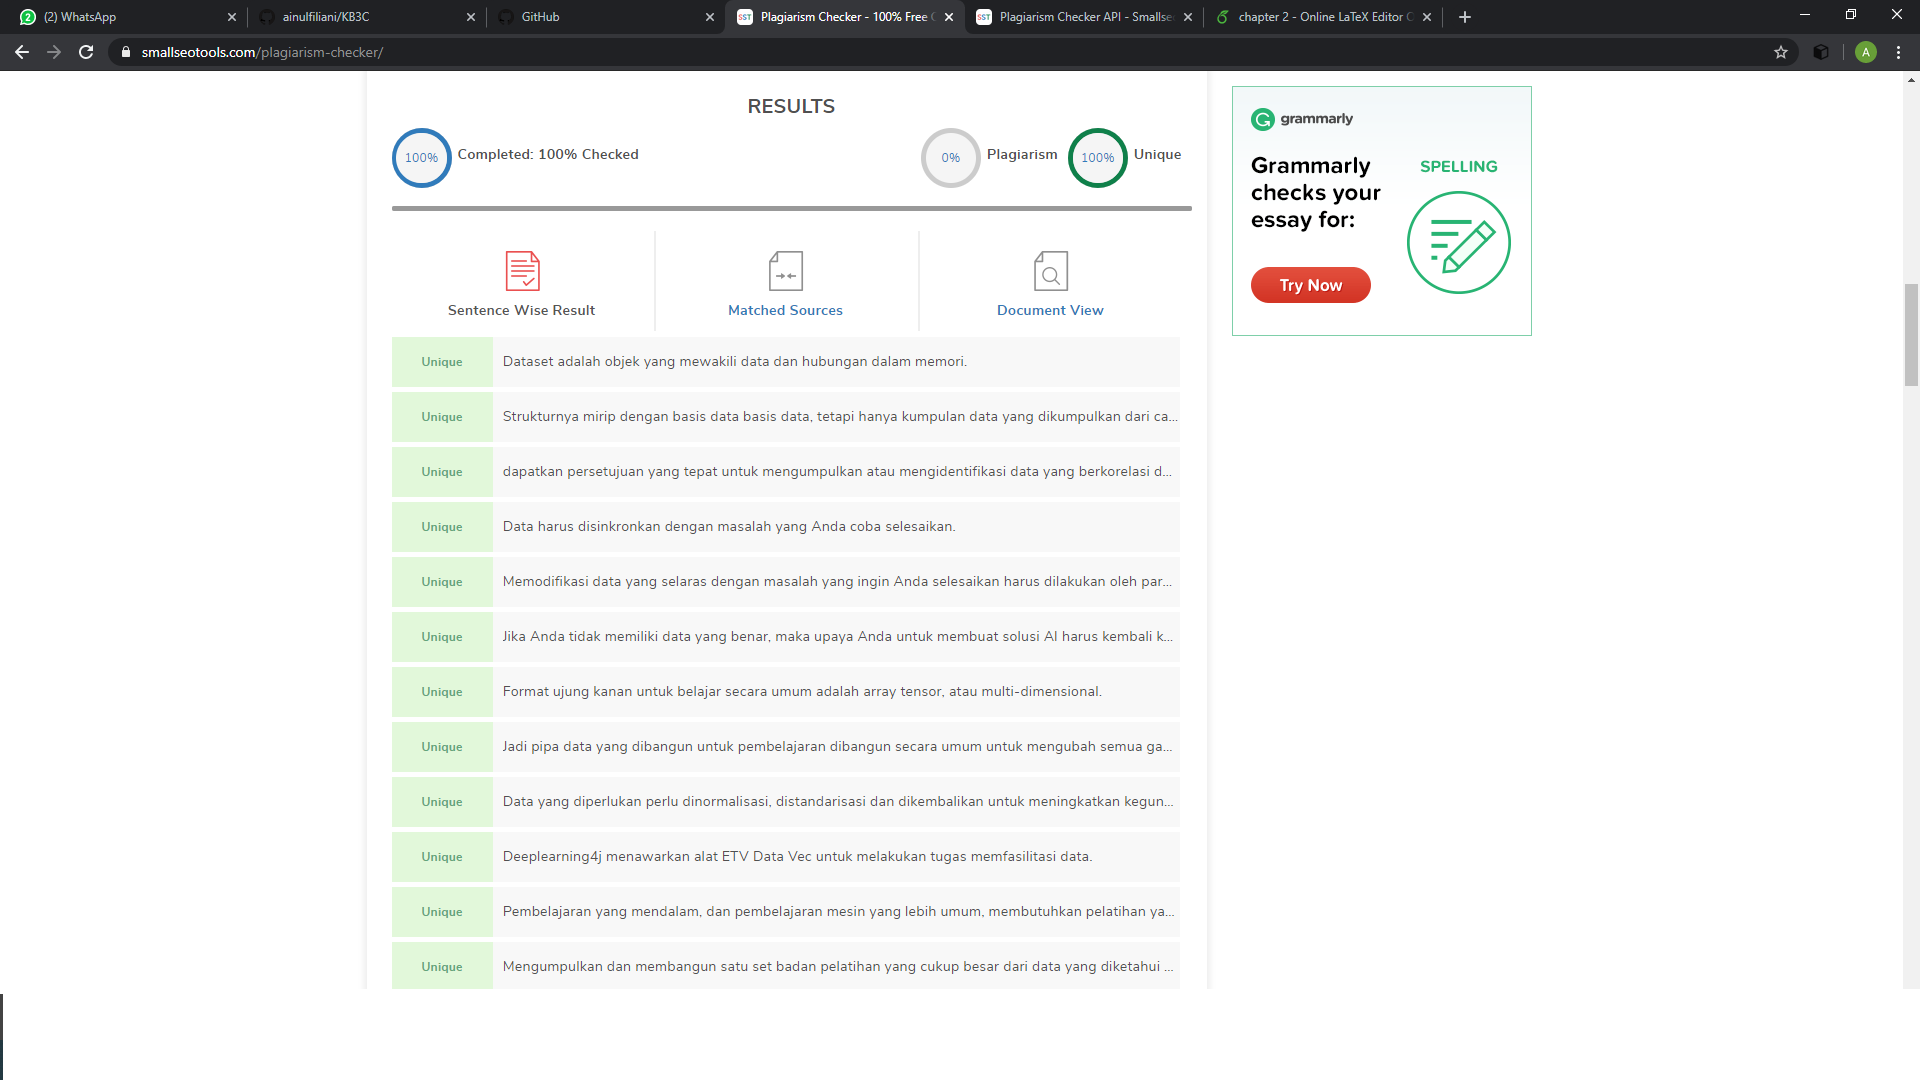 (2) WhatsApp
ainulfiliani/KB3C
GitHub
Plagiarism Checker - 100% Free
Plagiarism Checker API - Smallse
chapter 2 - Online LaTeX Editor
smallseotools.com/plagiarism-checker/
A
RESULTS
100% Completed: 100% Checked
0% Plagiarism 100% Unique
Sentence Wise Result
Matched Sources
Document View
Unique Dataset adalah objek yang mewakili data dan hubungan dalam memori.
Unique Strukturnya mirip dengan basis data basis data, tetapi hanya kumpulan data yang dikumpulkan dari ca...
Unique dapatkan persetujuan yang tepat untuk mengumpulkan atau mengidentifikasi data yang berkorelasi d...
Unique Data harus disinkronkan dengan masalah yang Anda coba selesaikan.
Unique Memodifikasi data yang selaras dengan masalah yang ingin Anda selesaikan harus dilakukan oleh par...
Unique Jika Anda tidak memiliki data yang benar, maka upaya Anda untuk membuat solusi AI harus kembali k...
Unique Format ujung kanan untuk belajar secara umum adalah array tensor, atau multi-dimensional.
Unique Jadi pipa data yang dibangun untuk pembelajaran dibangun secara umum untuk mengubah semua ga...
Unique Data yang diperlukan perlu dinormalisasi, distandarisasi dan dikembalikan untuk meningkatkan kegun...
Unique Deeplearning4j menawarkan alat ETV Data Vec untuk melakukan tugas memfasilitasi data.
Unique Pembelajaran yang mendalam, dan pembelajaran mesin yang lebih umum, membutuhkan pelatihan ya...
Unique Mengumpulkan dan membangun satu set badan pelatihan yang cukup besar dari data yang diketahui ...
grammarly
Grammarly
checks your
essay for:
SPELLING
Try Now